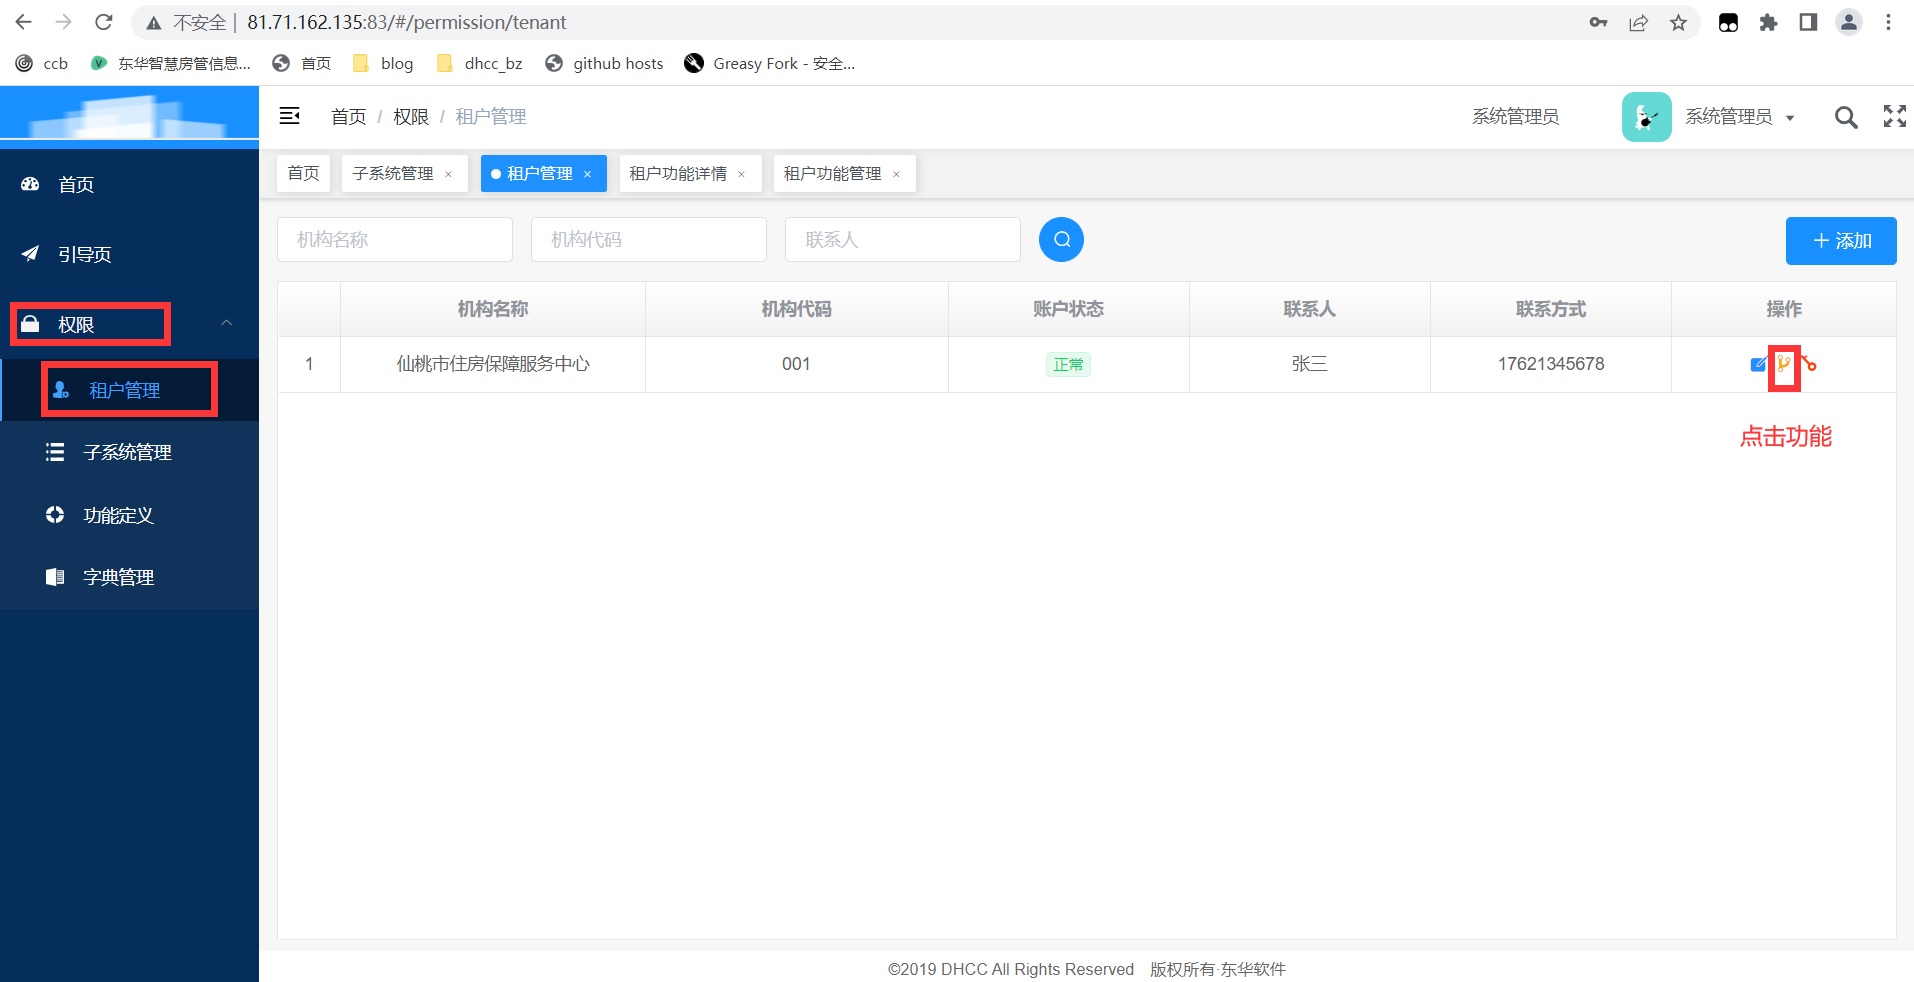 不安全 | 81.71.162.135:83/#/permission/tenant
ccb 东华智慧房管信息... 首页 blog dhcc_bz github hosts Greasy Fork - 安全...
首页 / 权限 / 租户管理 系统管理员 系统管理员
首页 子系统管理 × 租户管理 × 租户功能详情 × 租户功能管理 ×
首页
引导页
权限
租户管理
子系统管理
功能定义
字典管理
机构名称 机构代码 联系人 添加
机构名称 机构代码 账户状态 联系人 联系方式 操作
1 仙桃市住房保障服务中心 001 正常 张三 17621345678
点击功能
©2019 DHCC All Rights Reserved 版权所有·东华软件